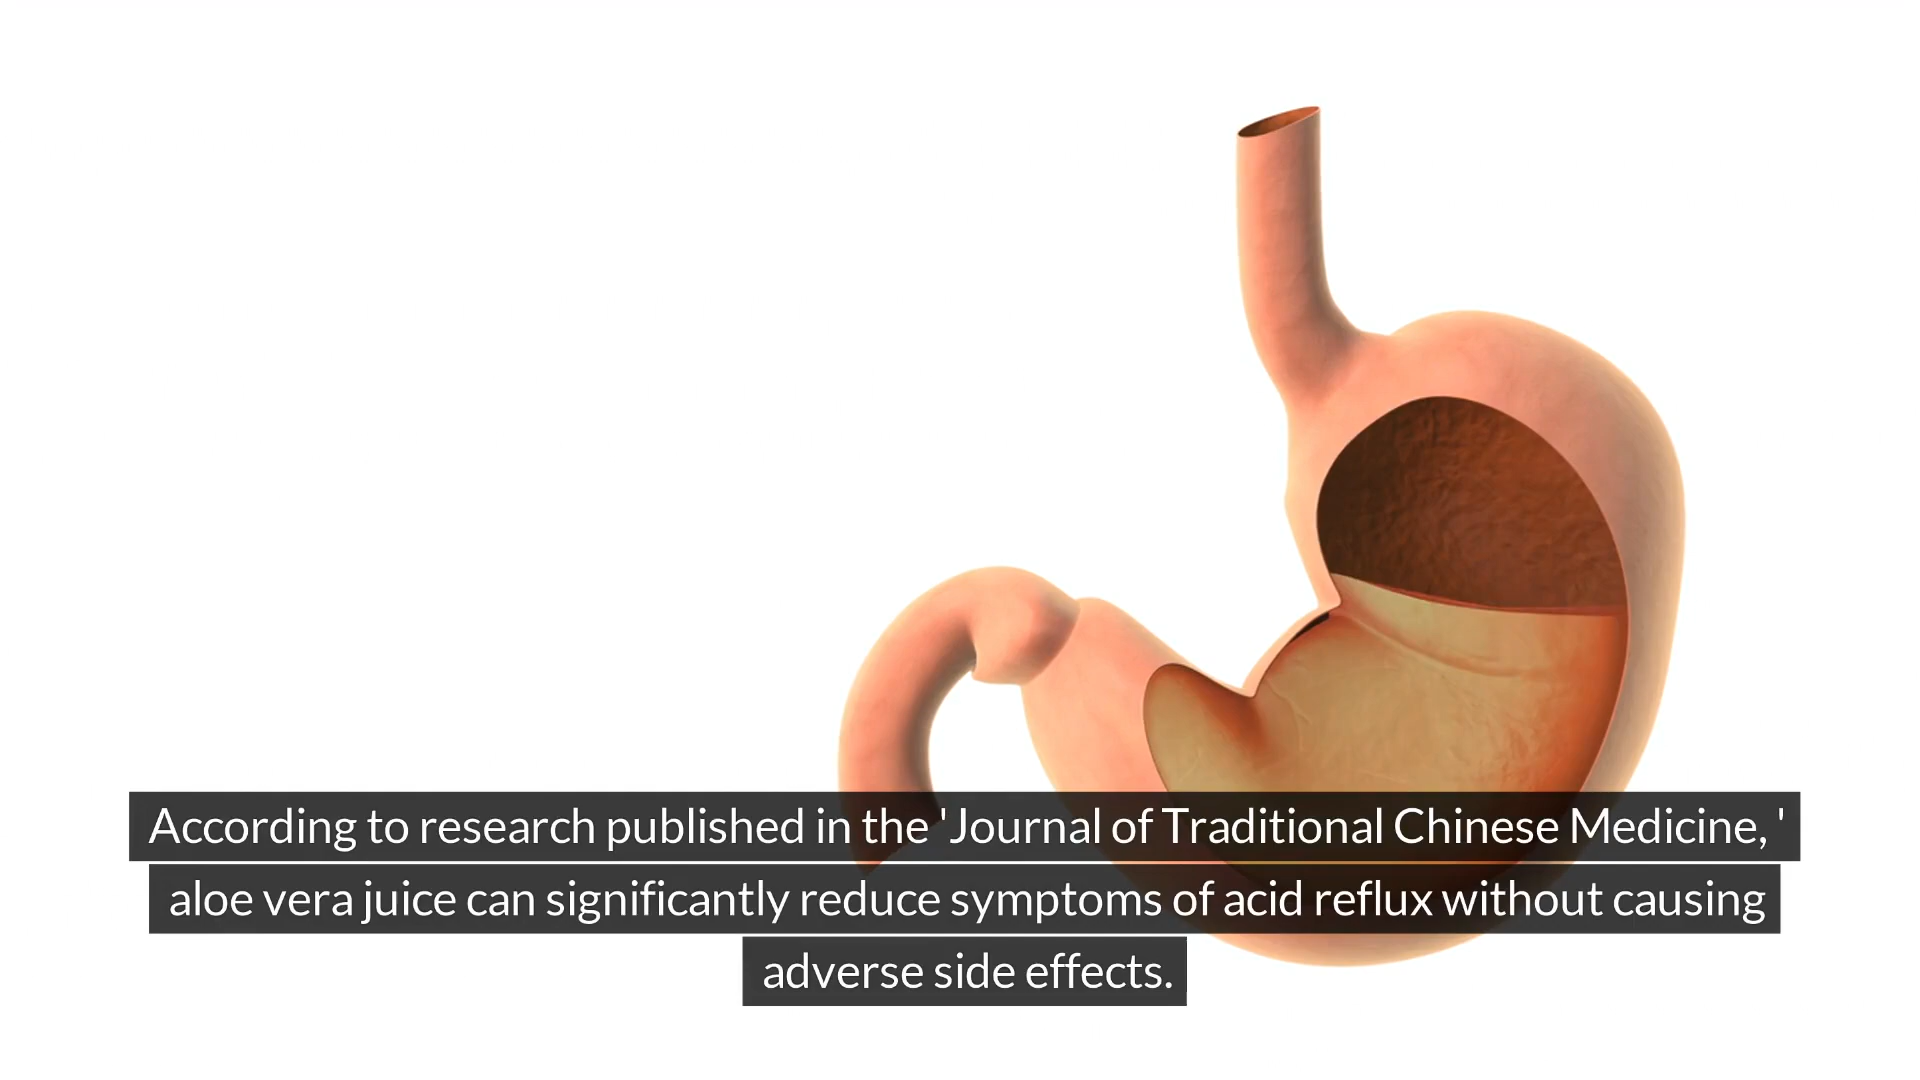 According to research published in the 'Journal of Traditional Chinese Medicine, '
aloe vera juice can significantly reduce symptoms of acid reflux without causing
adverse side effects.